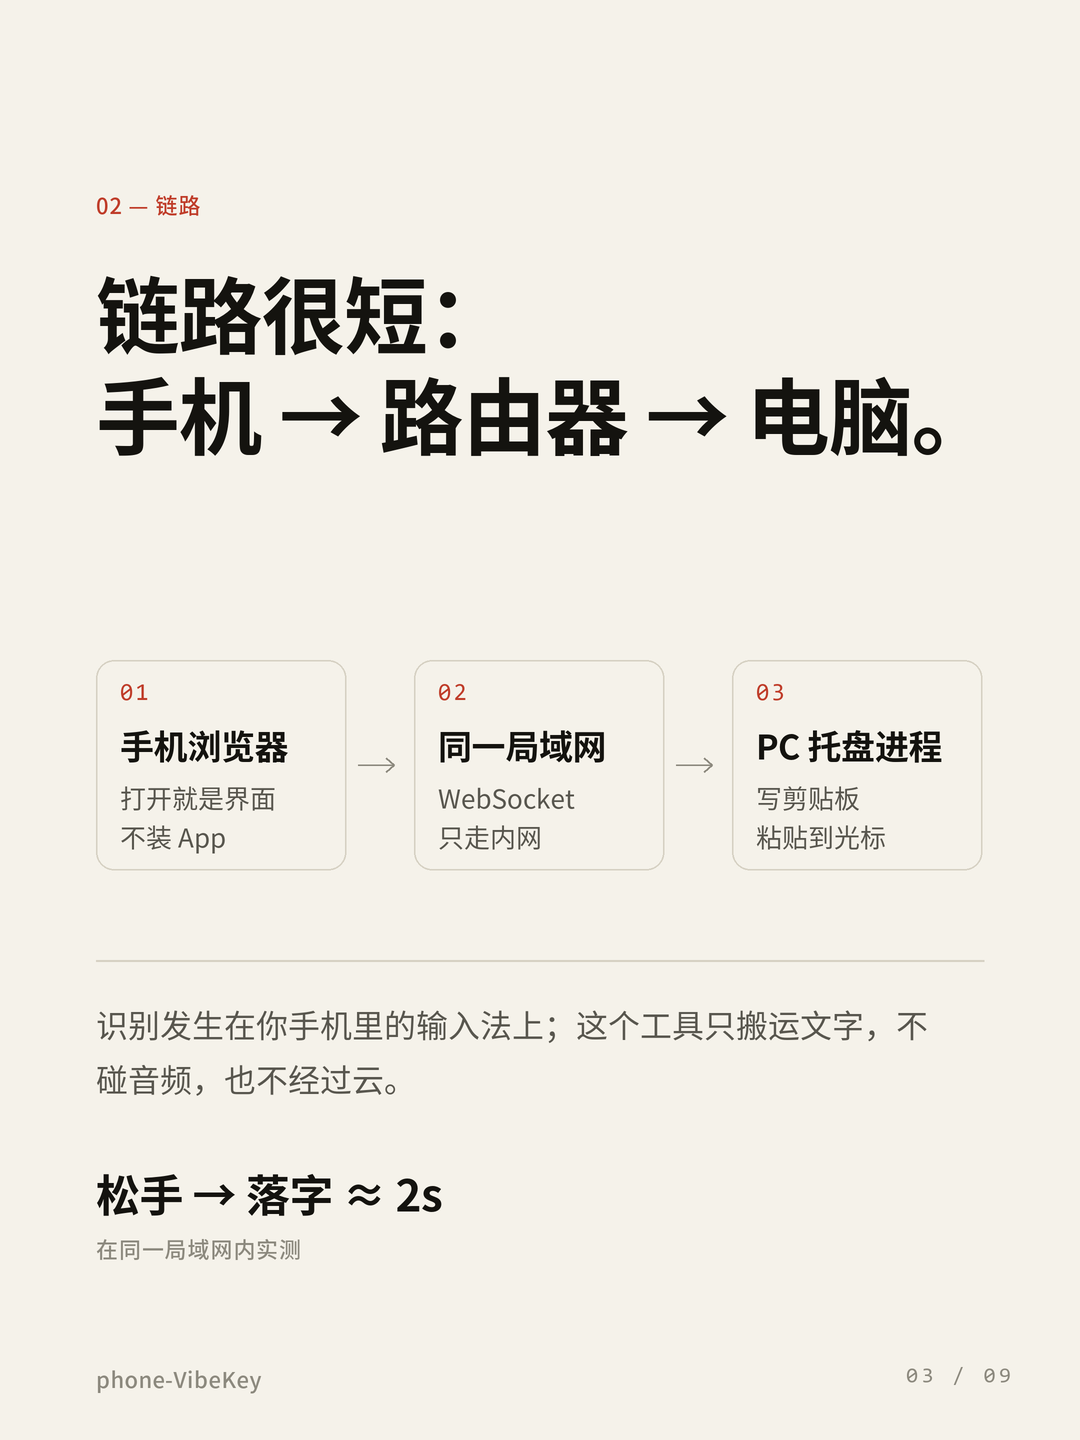 02 — 链路
链路很短：
手机 → 路由器 → 电脑。
01
手机浏览器
打开就是界面
不装 App
→
02
同一局域网
WebSocket
只走内网
→
03
PC 托盘进程
写剪贴板
粘贴到光标
识别发生在你手机里的输入法上；这个工具只搬运文字，不
碰音频，也不经过云。
松手 → 落字 ≈ 2s
在同一局域网内实测
phone-VibeKey
03 / 09